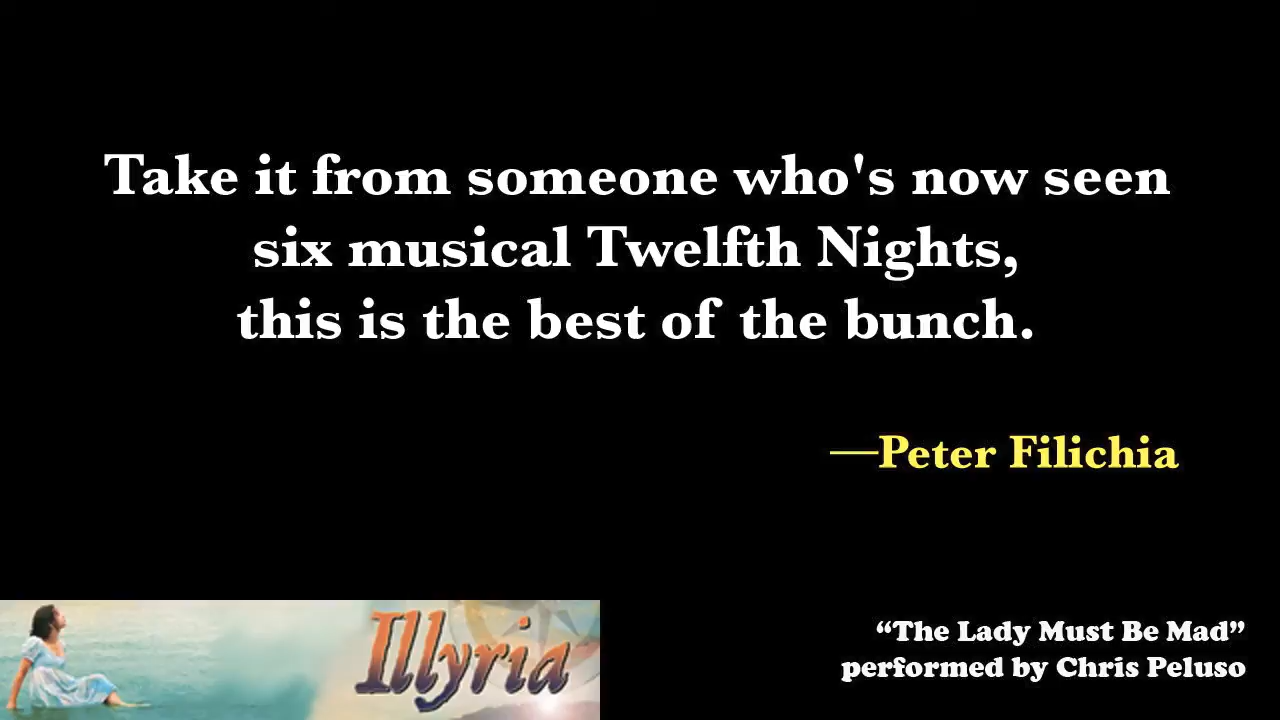 Take it from someone who's now seen
six musical Twelfth Nights,
this is the best of the bunch.
—Peter Filichia
Illyria
“The Lady Must Be Mad”
performed by Chris Peluso